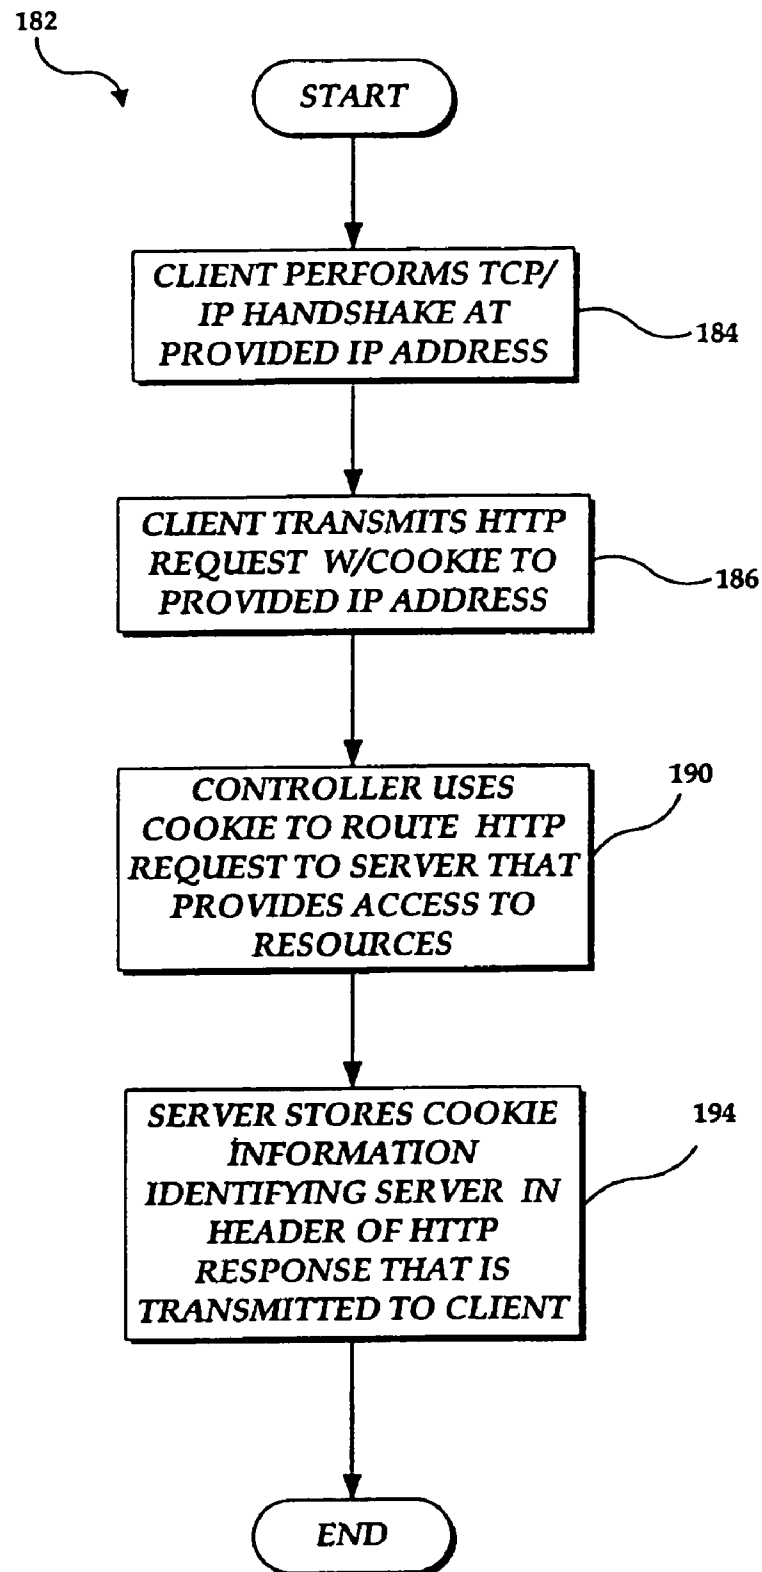 182
START
CLIENT PERFORMS TCP/
IP HANDSHAKE AT
PROVIDED IP ADDRESS
184
CLIENT TRANSMITS HTTP
REQUEST W/COOKIE TO
PROVIDED IP ADDRESS
186
CONTROLLER USES
COOKIE TO ROUTE HTTP
REQUEST TO SERVER THAT
PROVIDES ACCESS TO
RESOURCES
190
SERVER STORES COOKIE
INFORMATION
IDENTIFYING SERVER IN
HEADER OF HTTP
RESPONSE THAT IS
TRANSMITTED TO CLIENT
194
END